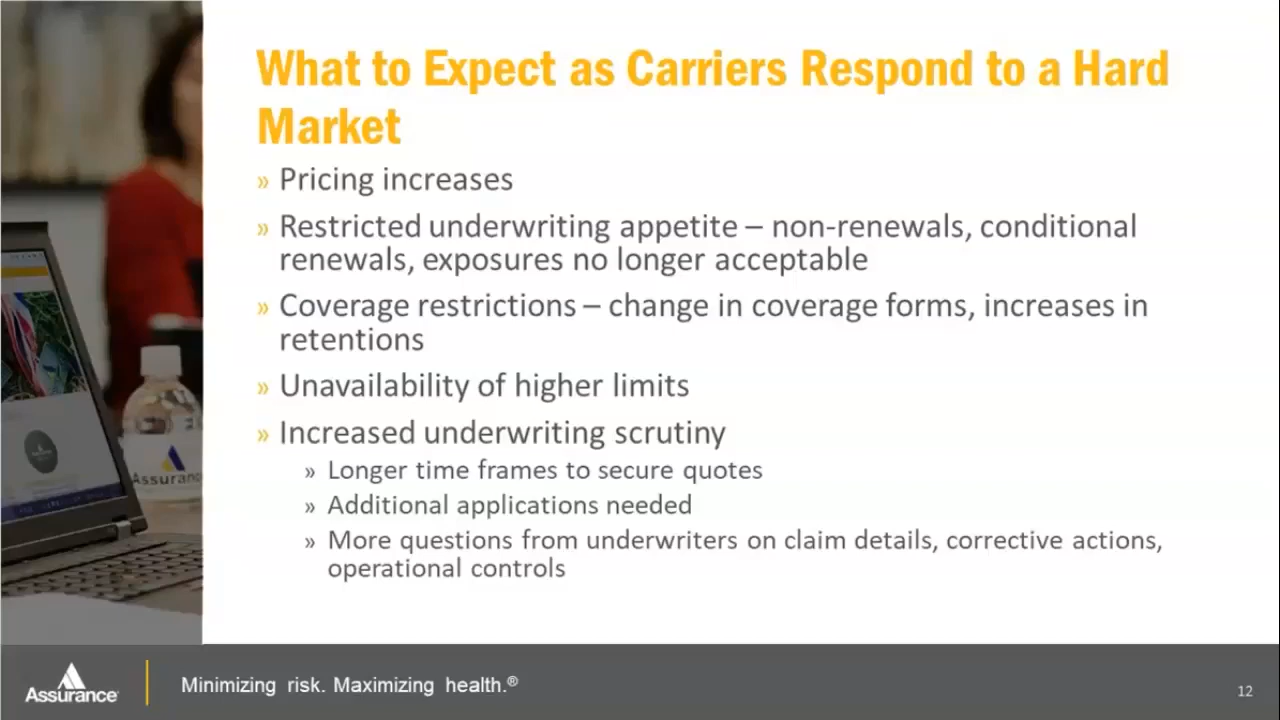 What to Expect as Carriers Respond to a Hard
Market
» Pricing increases
» Restricted underwriting appetite – non-renewals, conditional
renewals, exposures no longer acceptable
» Coverage restrictions – change in coverage forms, increases in
retentions
» Unavailability of higher limits
» Increased underwriting scrutiny
» Longer time frames to secure quotes
» Additional applications needed
» More questions from underwriters on claim details, corrective actions,
operational controls
Assurance
Assurance
Minimizing risk. Maximizing health.®
12